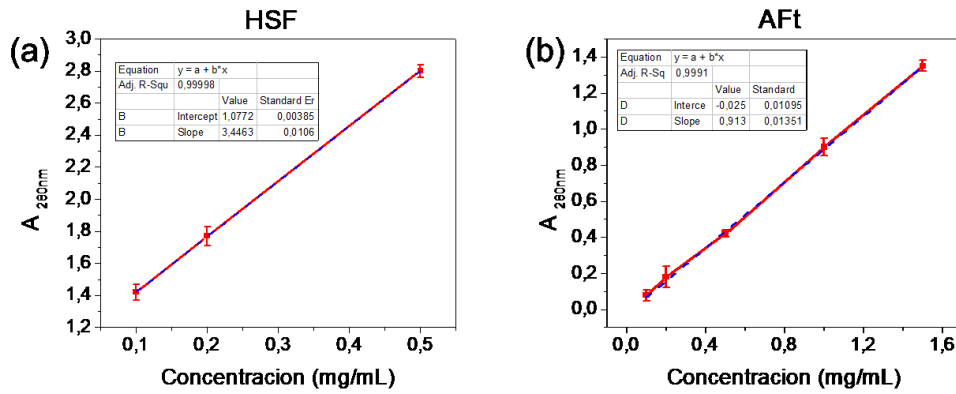 HSF
(a)
3,0
2,8
2,6
2,4
2,2
2,0
1,8
1,6
1,4
1,2
A 280nm
Equation y = a + b*x
Adj. R-Squ 0,99998
Value Standard Er
B Intercept 1,0772 0,00385
B Slope 3,4463 0,0106
0,1 0,2 0,3 0,4 0,5
Concentracion (mg/mL)
AFt
(b)
1,4
1,2
1,0
0,8
0,6
0,4
0,2
0,0
A 280nm
Equation y = a + b*x
Adj. R-Sq 0,9991
Value Standard
D Interce -0,025 0,01095
D Slope 0,913 0,01351
0,0 0,4 0,8 1,2 1,6
Concentracion (mg/mL)